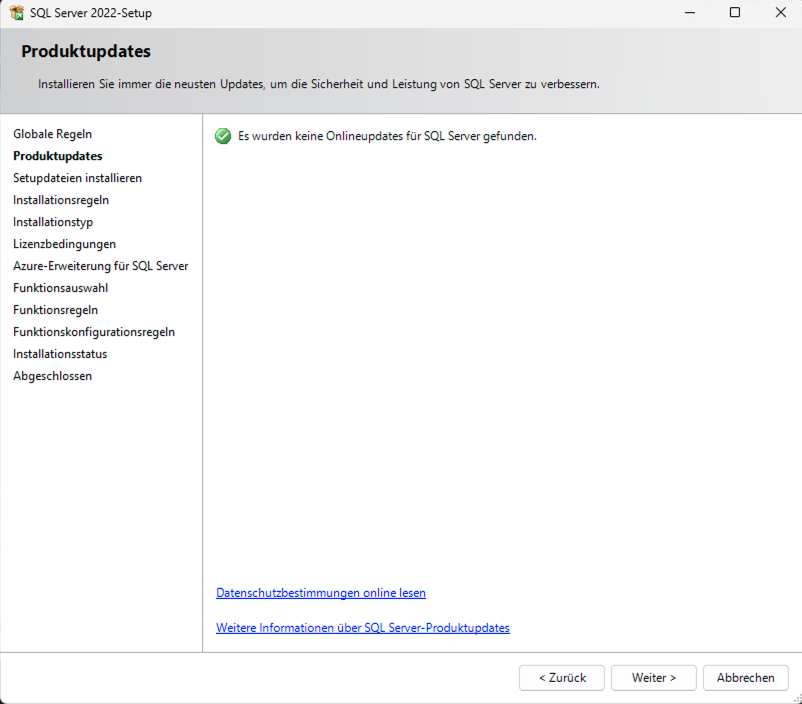 SQL Server 2022-Setup
Produktupdates
Installieren Sie immer die neusten Updates, um die Sicherheit und Leistung von SQL Server zu verbessern.
Globale Regeln
Produktupdates
Setupdateien installieren
Installationsregeln
Installationstyp
Lizenzbedingungen
Azure-Erweiterung für SQL Server
Funktionsauswahl
Funktionsregeln
Funktionskonfigurationsregeln
Installationsstatus
Abgeschlossen
Es wurden keine Onlineupdates für SQL Server gefunden.
Datenschutzbestimmungen online lesen
Weitere Informationen über SQL Server-Produktupdates
< Zurück
Weiter >
Abbrechen